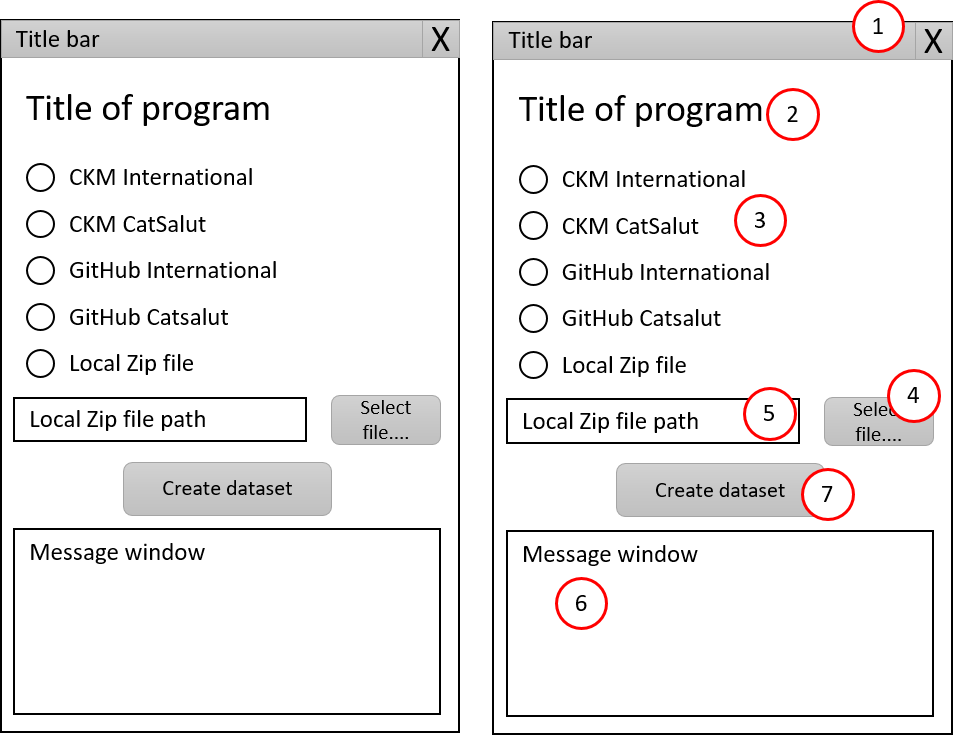 Title bar X
Title of program
CKM International
CKM CatSalut
GitHub International
GitHub Catsalut
Local Zip file
Local Zip file path
Select
file....
Create dataset
Message window
Title bar 1 X
Title of program 2
CKM International
CKM CatSalut 3
GitHub International
GitHub Catsalut
Local Zip file
Local Zip file path 5
Selec 4
file....
Create dataset 7
Message window
6